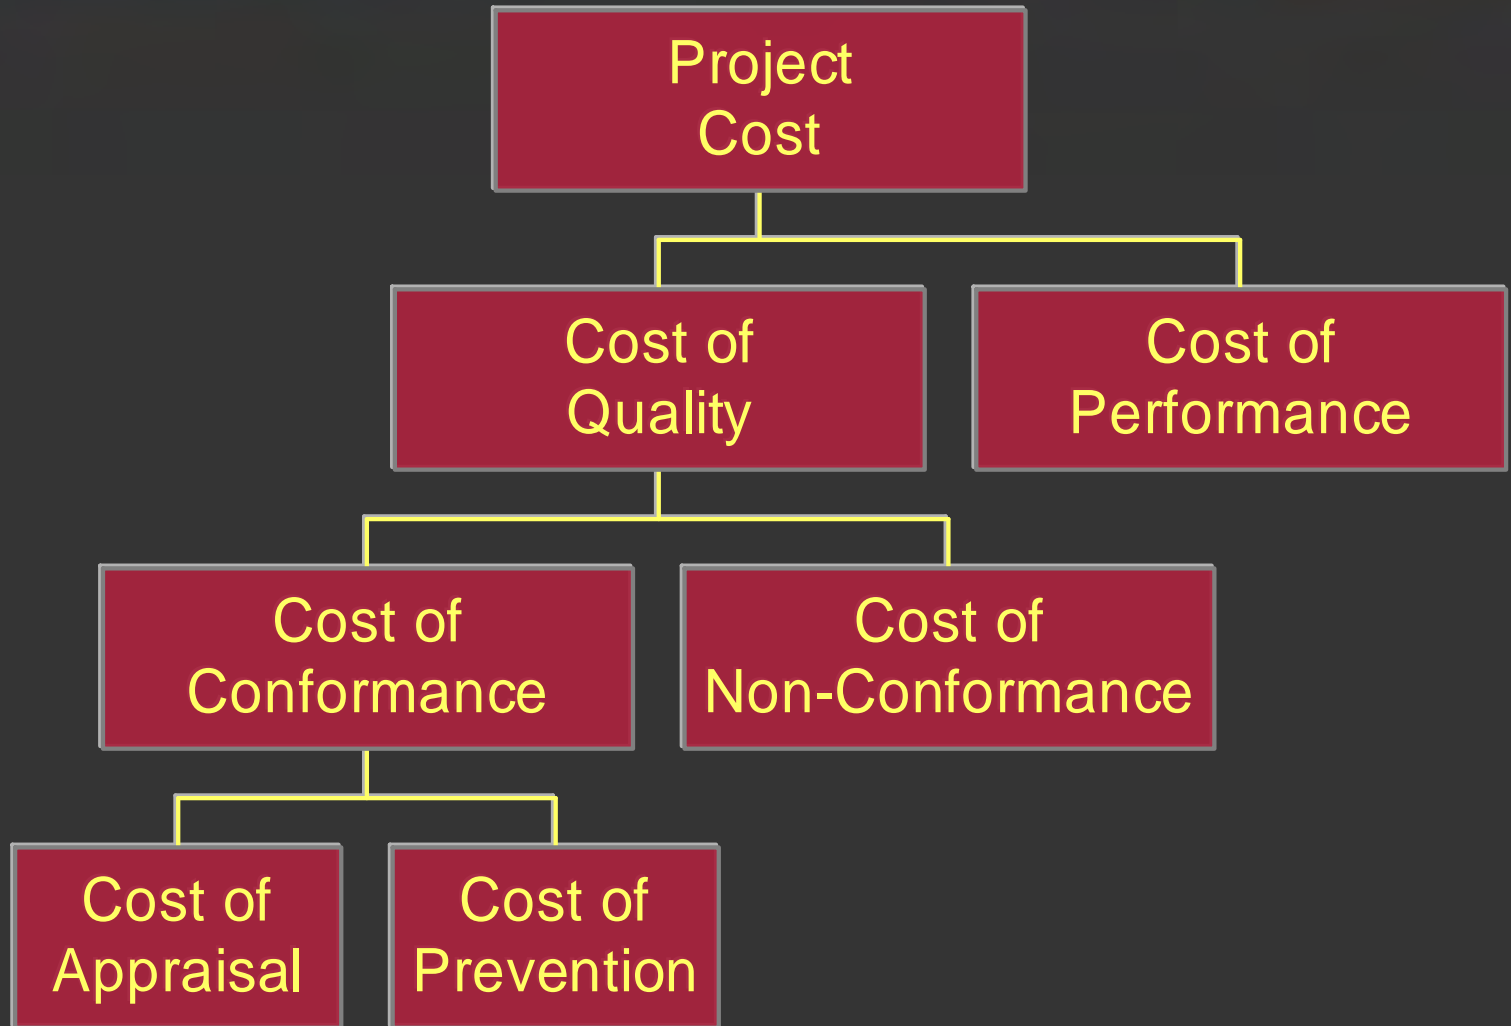 Project
Cost
Cost of
Quality
Cost of
Performance
Cost of
Conformance
Cost of
Non-Conformance
Cost of
Appraisal
Cost of
Prevention